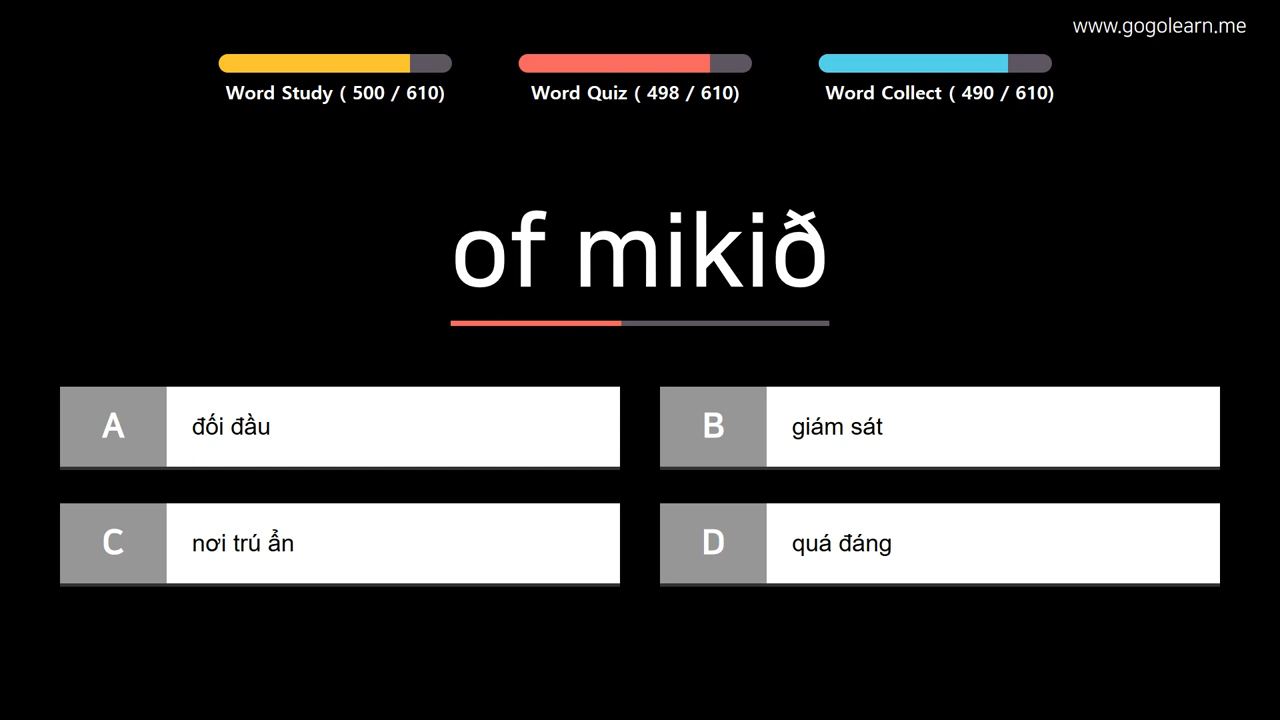 www.gogolearn.me
Word Study ( 500 / 610)
Word Quiz ( 498 / 610)
Word Collect ( 490 / 610)
of mikið
A đối đầu
B giám sát
C nơi trú ẩn
D quá đáng